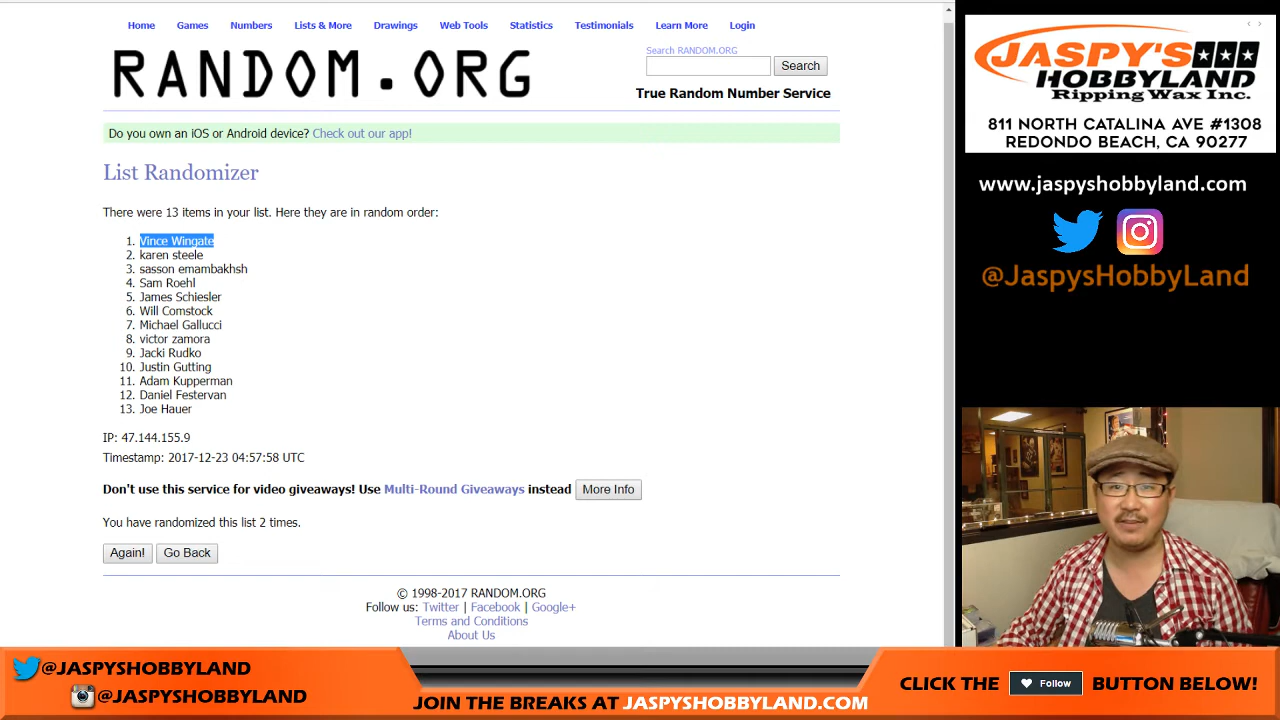 Home Games Numbers Lists & More Drawings Web Tools Statistics Testimonials Learn More Login
RANDOM.ORG
Search RANDOM.ORG
Search
True Random Number Service
Do you own an iOS or Android device? Check out our app!
List Randomizer
There were 13 items in your list. Here they are in random order:
1. Vince Wingate
2. karen steele
3. sasson emambakhsh
4. Sam Roehl
5. James Schiesler
6. Will Comstock
7. Michael Gallucci
8. victor zamora
9. Jacki Rudko
10. Justin Gutting
11. Adam Kupperman
12. Daniel Festervan
13. Joe Hauer
IP: 47.144.155.9
Timestamp: 2017-12-23 04:57:58 UTC
Don't use this service for video giveaways! Use Multi-Round Giveaways instead More Info
You have randomized this list 2 times.
Again! Go Back
© 1998-2017 RANDOM.ORG
Follow us: Twitter | Facebook | Google+
Terms and Conditions
About Us
JASPY'S
HOBBYLAND
Ripping Wax Inc.
811 NORTH CATALINA AVE #1308
REDONDO BEACH, CA 90277
www.jaspyshobbyland.com
@JaspysHobbyLand
@JASPYSHOBBYLAND
@JASPYSHOBBYLAND
JOIN THE BREAKS AT JASPYSHOBBYLAND.COM
CLICK THE Follow BUTTON BELOW!